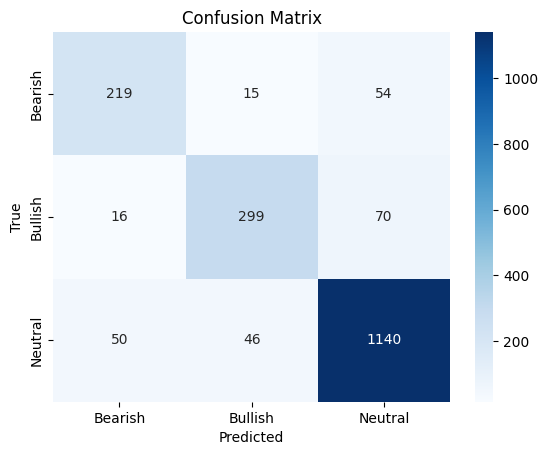 Confusion Matrix
Bearish 219 15 54
Bullish 16 299 70
Neutral 50 46 1140
True
Bearish Bullish Neutral
Predicted
1000
800
600
400
200